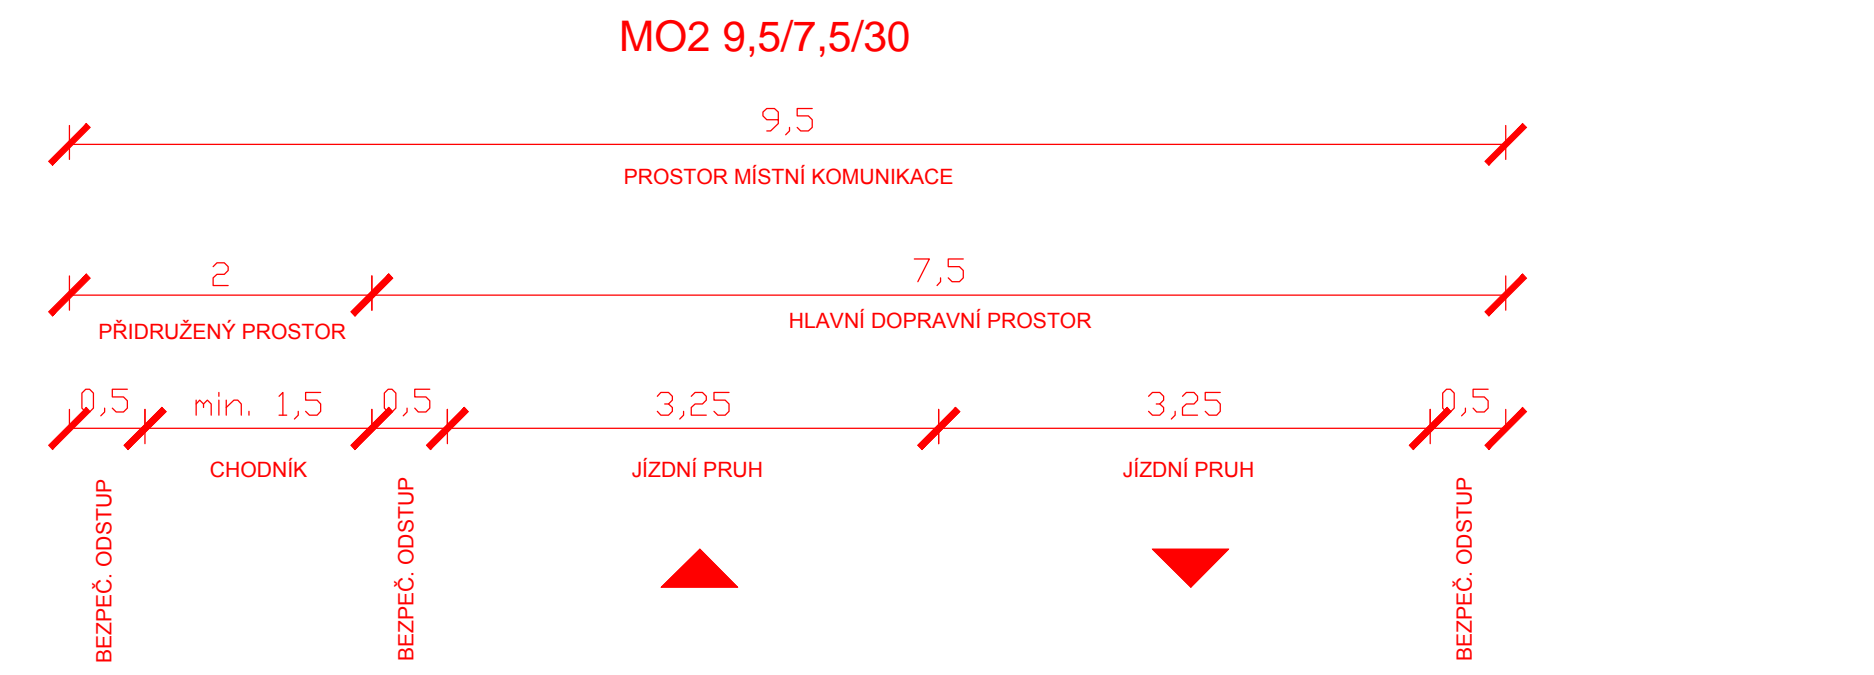 MO2 9,5/7,5/30
9,5
PROSTOR MÍSTNÍ KOMUNIKACE
2 7,5
PŘIDRUŽENÝ PROSTOR HLAVNÍ DOPRAVNÍ PROSTOR
0,5 min. 1,5 0,5 3,25 3,25 0,5
CHODNÍK JÍZDNÍ PRUH JÍZDNÍ PRUH
BEZPEČ. ODSTUP
BEZPEČ. ODSTUP
BEZPEČ. ODSTUP